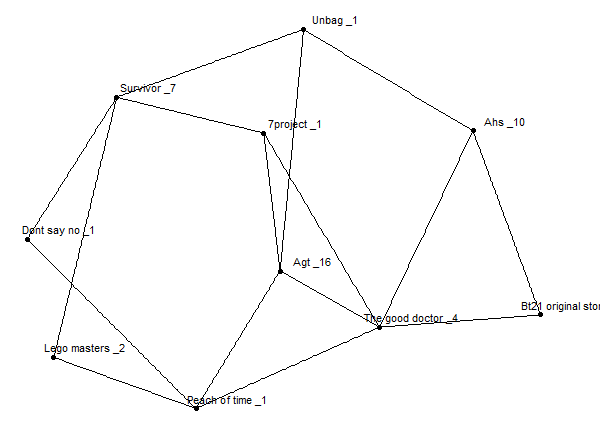 Unbag _1
Survivor _7
7project _1
Ahs _10
Dont say no _1
Agt _16
Bt21 original stor
The good doctor _4
Lego masters _2
Peach of time _1